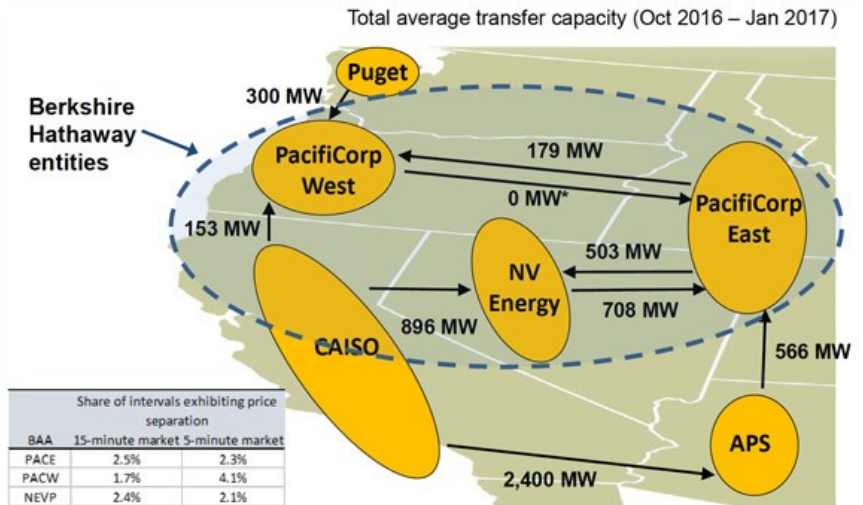 Total average transfer capacity (Oct 2016 – Jan 2017)
Puget
300 MW
Berkshire
Hathaway
entities
PacifiCorp
West
179 MW
0 MW*
PacifiCorp
East
153 MW
503 MW
NV
Energy
708 MW
896 MW
CAISO
566 MW
APS
2,400 MW
Share of intervals exhibiting price
separation
BAA 15-minute market 5-minute market
PACE 2.5% 2.3%
PACW 1.7% 4.1%
NEVP 2.4% 2.1%